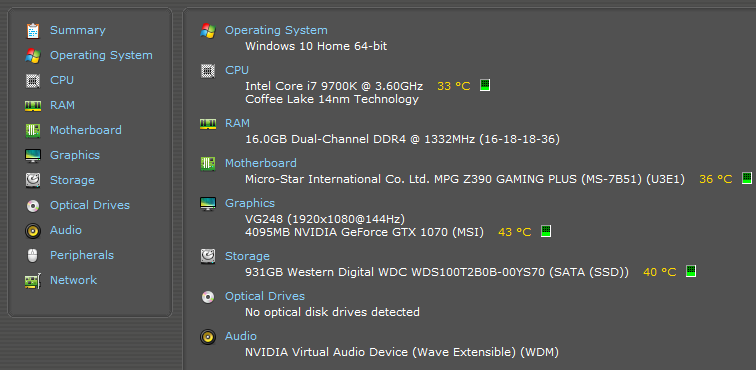 Summary
Operating System
CPU
RAM
Motherboard
Graphics
Storage
Optical Drives
Audio
Peripherals
Network
Operating System
Windows 10 Home 64-bit
CPU
Intel Core i7 9700K @ 3.60GHz 33 °C
Coffee Lake 14nm Technology
RAM
16.0GB Dual-Channel DDR4 @ 1332MHz (16-18-18-36)
Motherboard
Micro-Star International Co. Ltd. MPG Z390 GAMING PLUS (MS-7B51) (U3E1) 36 °C
Graphics
VG248 (1920x1080@144Hz)
4095MB NVIDIA GeForce GTX 1070 (MSI) 43 °C
Storage
931GB Western Digital WDC WDS100T2B0B-00YS70 (SATA (SSD)) 40 °C
Optical Drives
No optical disk drives detected
Audio
NVIDIA Virtual Audio Device (Wave Extensible) (WDM)